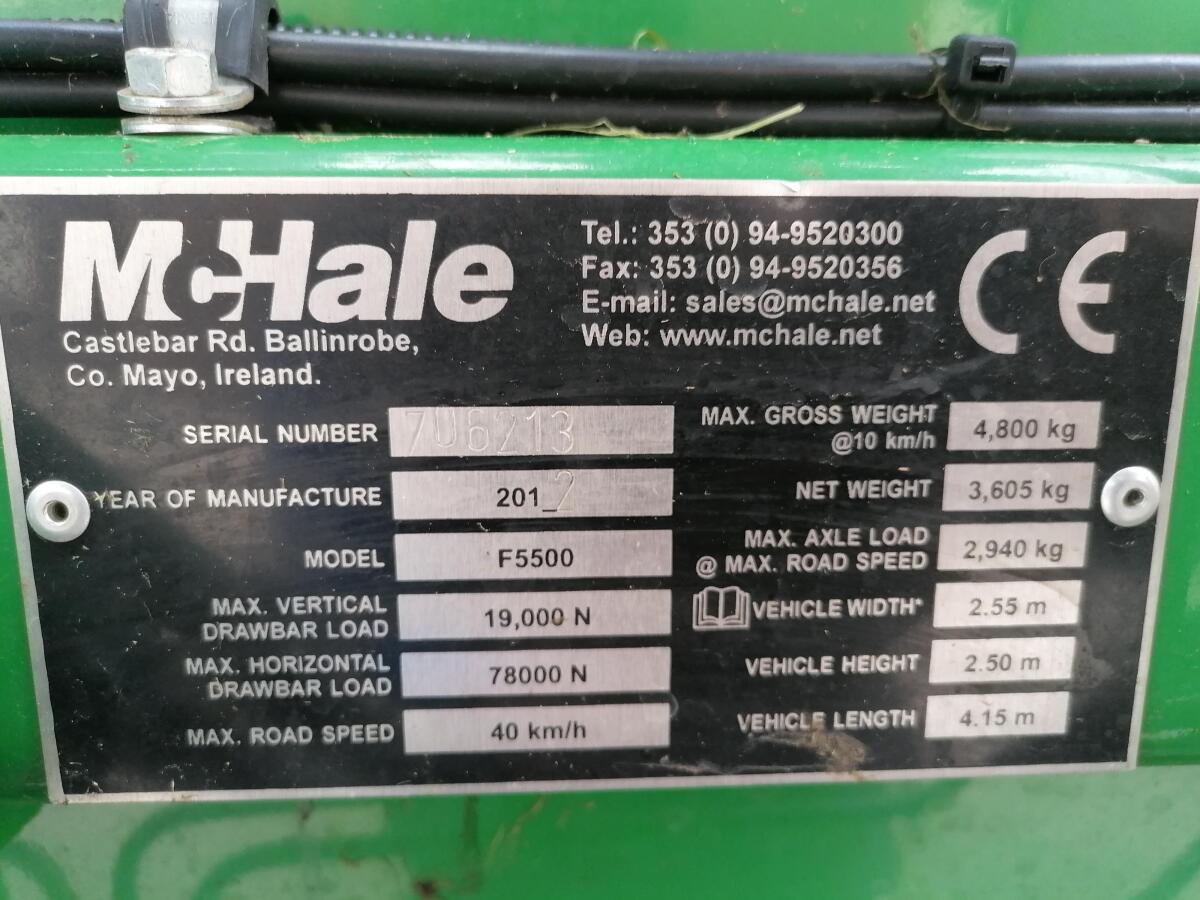 McHale
Castlebar Rd. Ballinrobe,
Co. Mayo, Ireland.
Tel.: 353 (0) 94-9520300
Fax: 353 (0) 94-9520356
E-mail: sales@mchale.net
Web: www.mchale.net
CE
SERIAL NUMBER 706213
YEAR OF MANUFACTURE 201_2
MODEL F5500
MAX. VERTICAL
DRAWBAR LOAD 19,000 N
MAX. HORIZONTAL
DRAWBAR LOAD 78000 N
MAX. ROAD SPEED 40 km/h
MAX. GROSS WEIGHT
@10 km/h 4,800 kg
NET WEIGHT 3,605 kg
MAX. AXLE LOAD
@ MAX. ROAD SPEED 2,940 kg
VEHICLE WIDTH* 2.55 m
VEHICLE HEIGHT 2.50 m
VEHICLE LENGTH 4.15 m